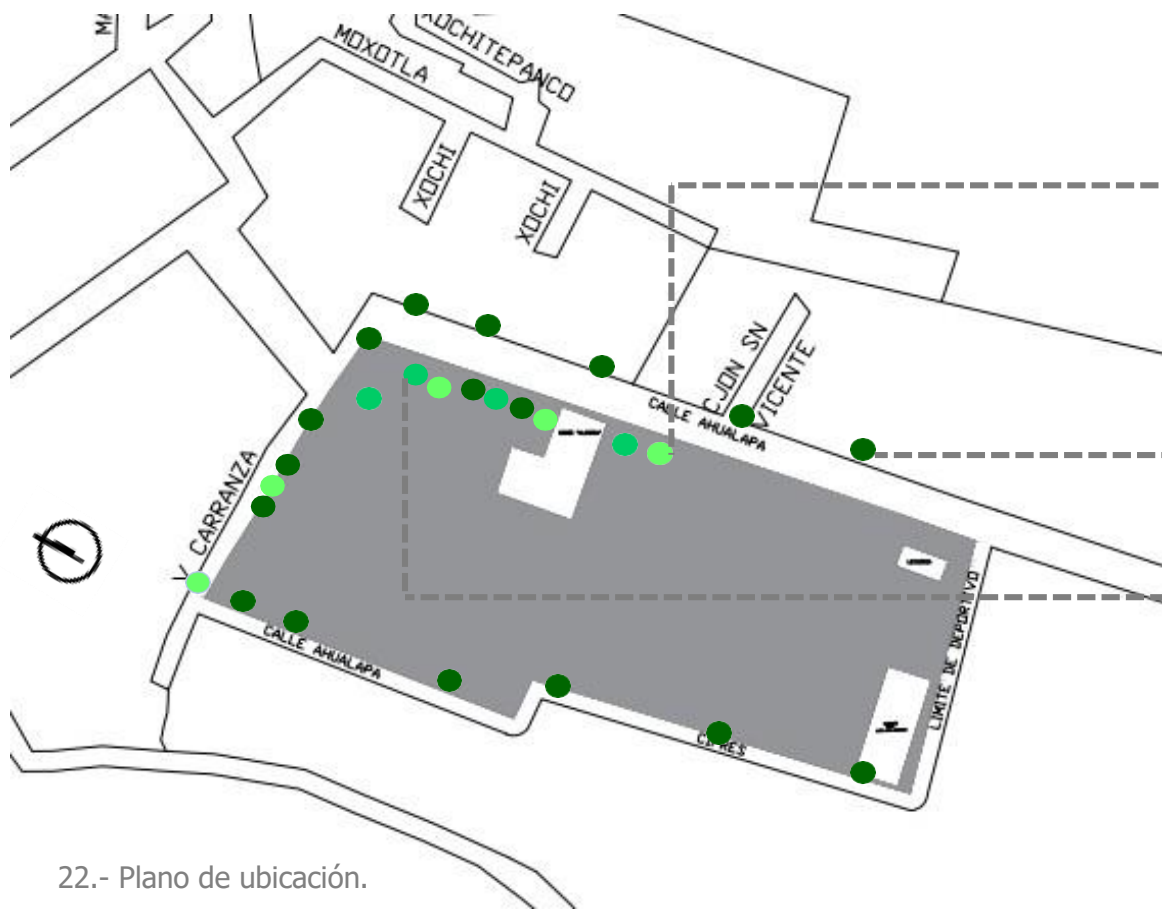 MOXOTLA
XOCHITEPANCO
XOCHI
XOCHI
CJON SN
VICENTE
CALLE AHUALAPA
CARRANZA
CALLE AHUALAPA
LIMITE DE DEPORTIVO
22.- Plano de ubicación.